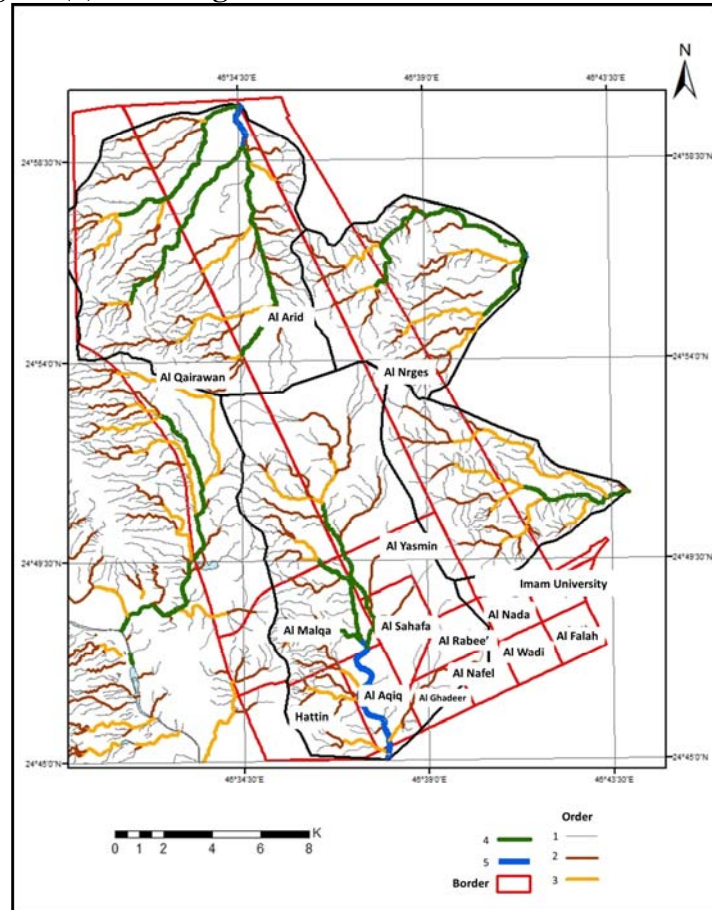 N
46°34'30"E 46°39'0"E 46°43'30"E
24°58'30"N 24°58'30"N
Al Arid
24°54'0"N 24°54'0"N
Al Qairawan Al Nrges
Al Yasmin
24°49'30"N 24°49'30"N
Imam University
Al Nada
Al Malqa Al Sahafa
Al Rabee' Al Falah
Al Wadi
Al Nafel
Al Aqiq Al Ghadeer
Hattin
24°45'0"N 24°45'0"N
46°34'30"E 46°39'0"E 46°43'30"E
Order
K
0 1 2 4 6 8
4 1
5 2
Border 3